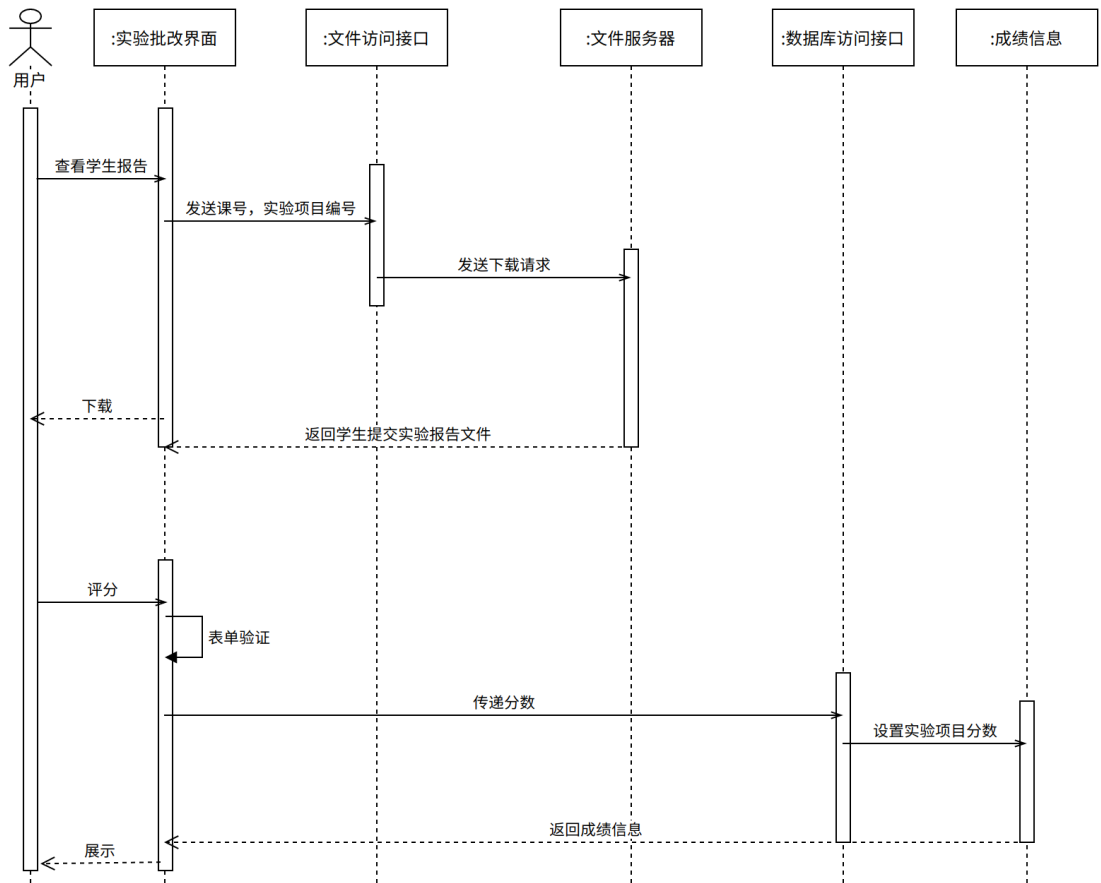 用户
:实验批改界面
:文件访问接口
:文件服务器
:数据库访问接口
:成绩信息
查看学生报告
发送课号，实验项目编号
发送下载请求
下载
返回学生提交实验报告文件
评分
表单验证
传递分数
设置实验项目分数
返回成绩信息
展示